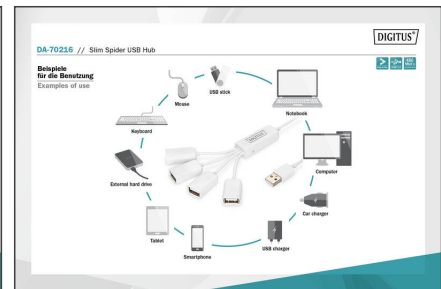 DIGITUS®
DA-70216 // Slim Spider USB Hub
Beispiele
für die Benutzung
Examples of use
USB stick
Mouse
Notebook
Keyboard
Computer
External hard drive
Car charger
Tablet
USB charger
Smartphone